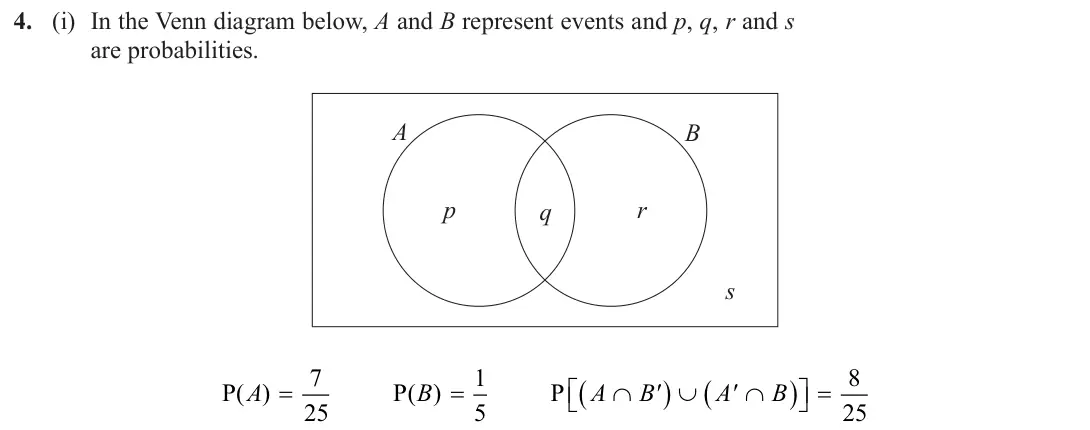 4. (i) In the Venn diagram below, A and B represent events and p, q, r and s
are probabilities.
A B
p q r
s
P(A) = 7/25 P(B) = 1/5 P[(A ∩ B′) ∪ (A′ ∩ B)] = 8/25